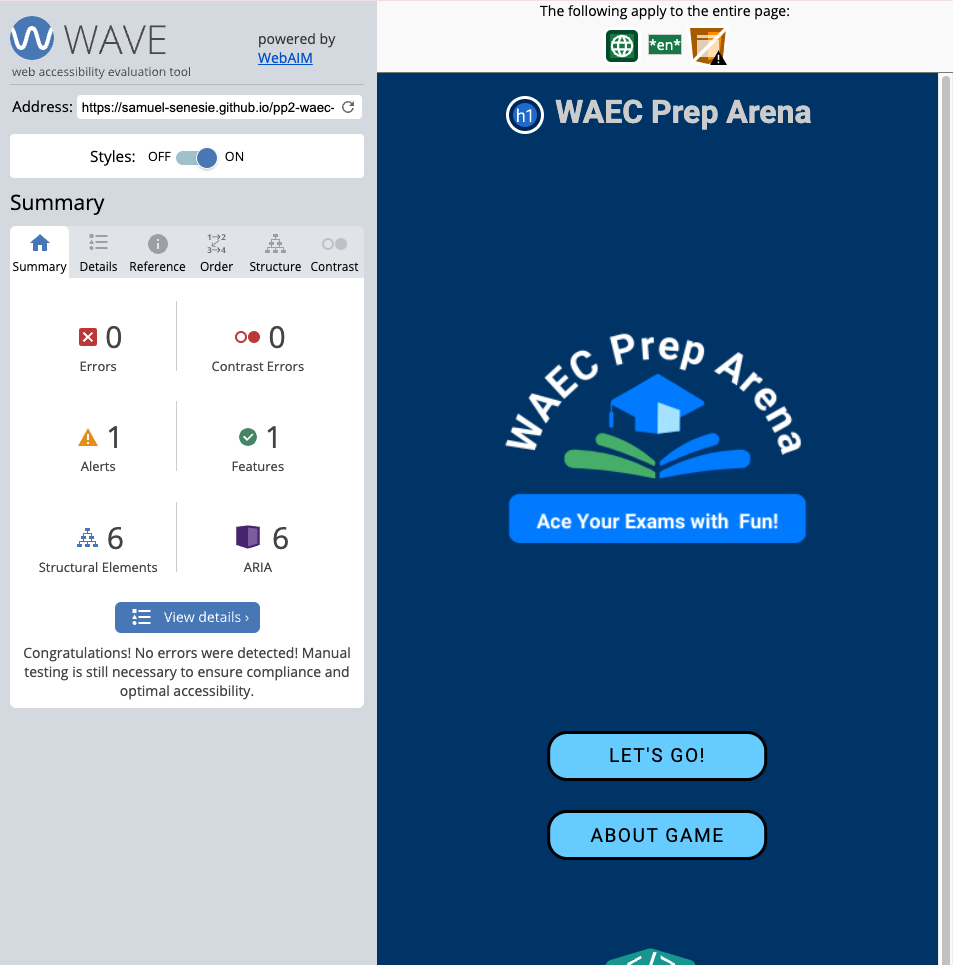 WAVE
web accessibility evaluation tool
powered by
WebAIM
Address: https://samuel-senesie.github.io/pp2-waec-
Styles: OFF ON
Summary
1→2
3→4
Summary Details Reference Order Structure Contrast
0 0
Errors Contrast Errors
1 1
Alerts Features
6 6
Structural Elements ARIA
View details ›
Congratulations! No errors were detected! Manual
testing is still necessary to ensure compliance and
optimal accessibility.
The following apply to the entire page:
*en*
h1 WAEC Prep Arena
WAEC Prep Arena
Ace Your Exams with Fun!
LET'S GO!
ABOUT GAME